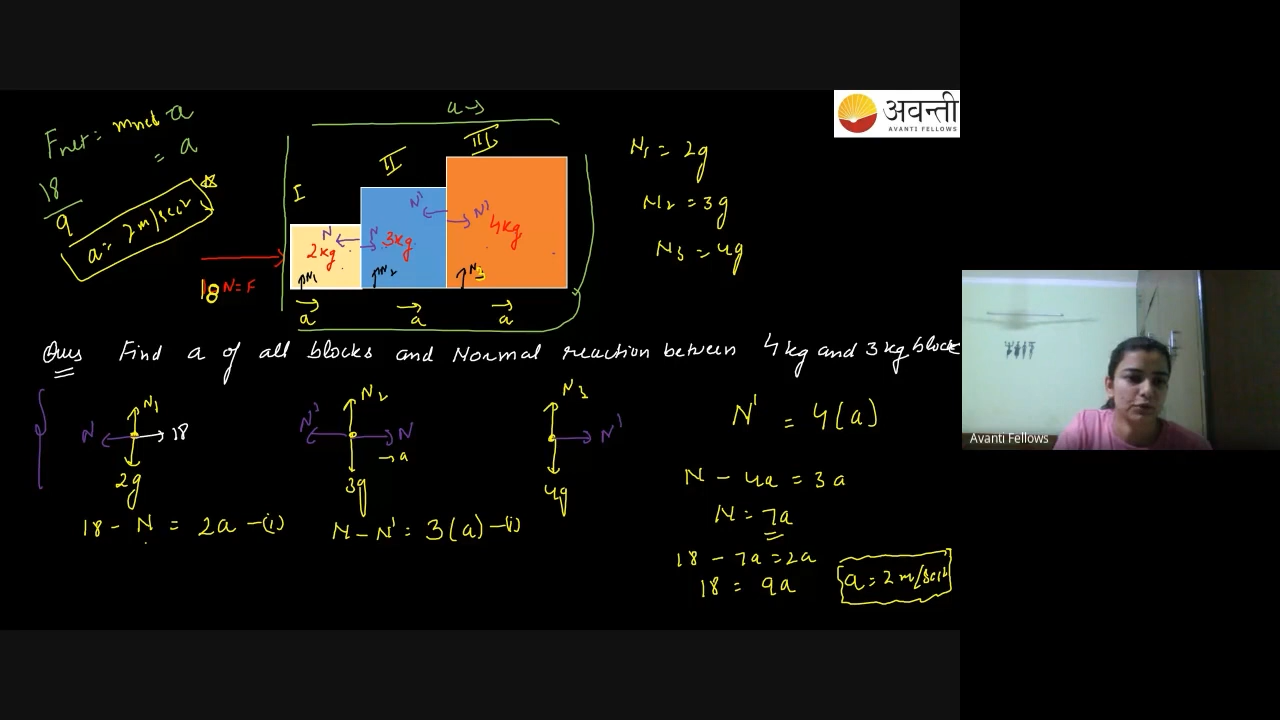 Fnet = mnet a
= a
18
9
a = 2 m/sec²
a →
I
II
III
N
N
N'
N'
2kg
3kg
4kg
N1
N2
N3
18 N = F
a
a
a
N1 = 2g
N2 = 3g
N3 = 4g
अवन्ती
AVANTI FELLOWS
Ques Find a of all blocks and Normal reaction between 4kg and 3kg block
N1
N
18
2g
18 - N = 2a -(i)
N2
N'
N
→ a
3g
N - N' = 3(a) -(i)
N3
N'
4g
N' = 4(a)
N - 4a = 3a
N = 7a
18 - 7a = 2a
18 = 9a
a = 2 m/sec²
Avanti Fellows